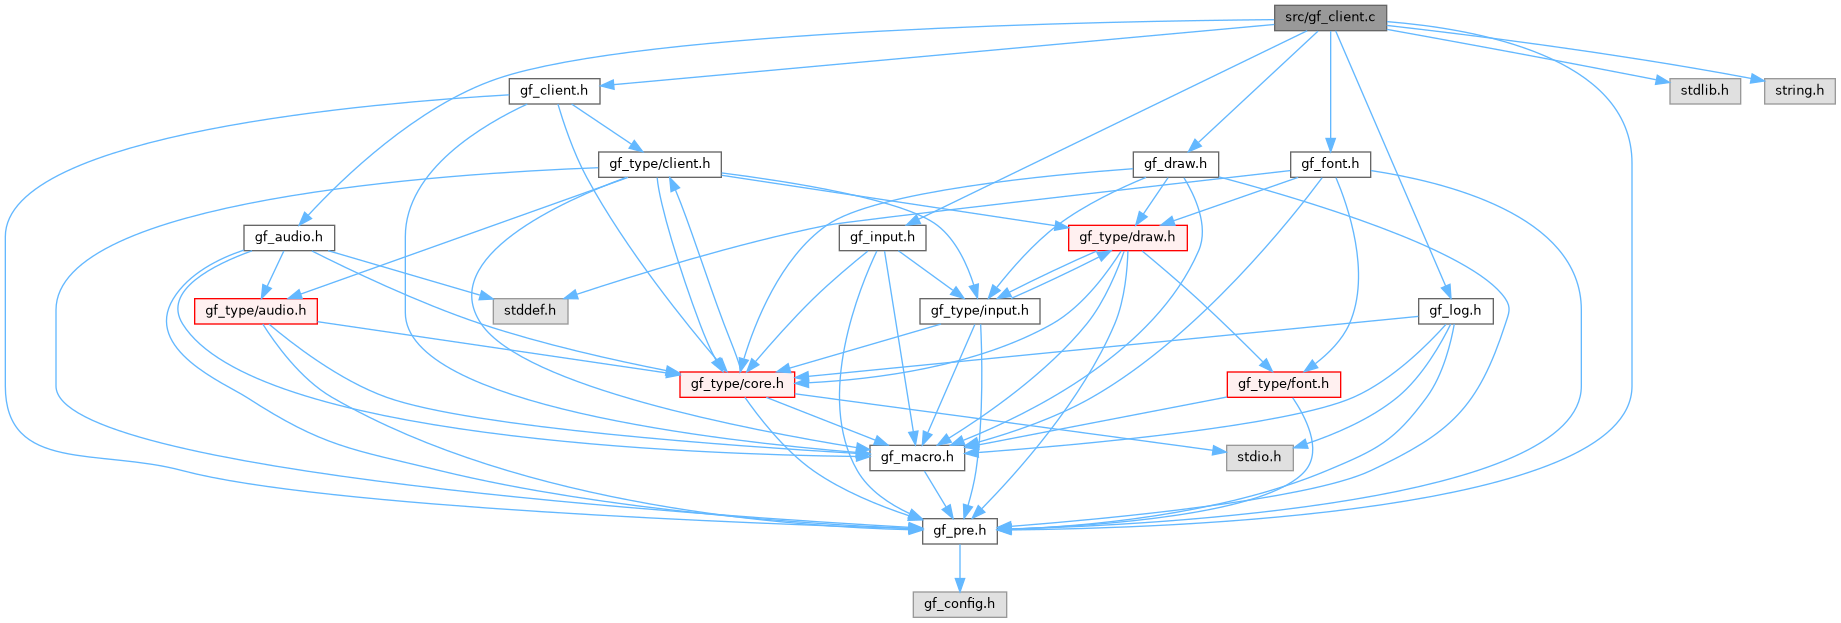 src/gf_client.c
gf_client.h
stdlib.h
string.h
gf_type/client.h
gf_draw.h
gf_font.h
gf_audio.h
gf_input.h
gf_type/draw.h
gf_type/audio.h
stddef.h
gf_type/input.h
gf_log.h
gf_type/core.h
gf_type/font.h
gf_macro.h
stdio.h
gf_pre.h
gf_config.h